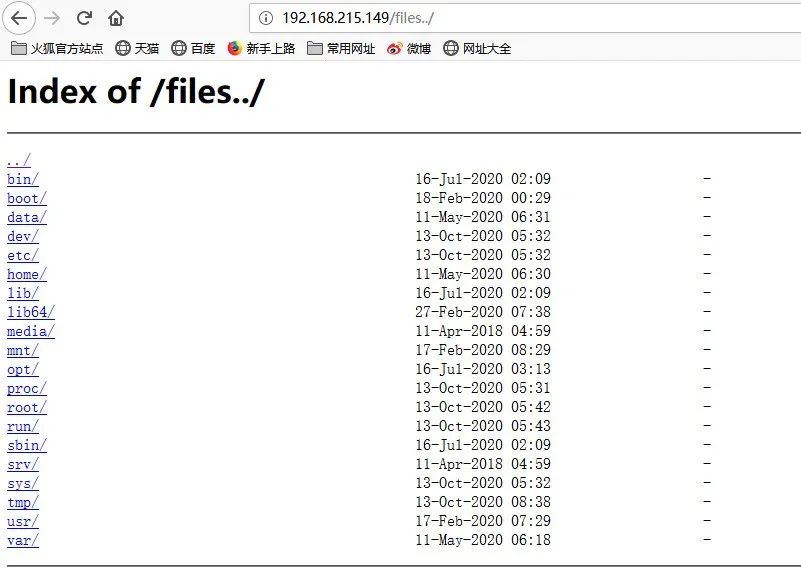 192.168.215.149/files../
火狐官方站点 天猫 百度 新手上路 常用网址 微博 网址大全
Index of /files../
../
bin/ 16-Jul-2020 02:09 -
boot/ 18-Feb-2020 00:29 -
data/ 11-May-2020 06:31 -
dev/ 13-Oct-2020 05:32 -
etc/ 13-Oct-2020 05:32 -
home/ 11-May-2020 06:30 -
lib/ 16-Jul-2020 02:09 -
lib64/ 27-Feb-2020 07:38 -
media/ 11-Apr-2018 04:59 -
mnt/ 17-Feb-2020 08:29 -
opt/ 16-Jul-2020 03:13 -
proc/ 13-Oct-2020 05:31 -
root/ 13-Oct-2020 05:42 -
run/ 13-Oct-2020 05:43 -
sbin/ 16-Jul-2020 02:09 -
srv/ 11-Apr-2018 04:59 -
sys/ 13-Oct-2020 05:32 -
tmp/ 13-Oct-2020 08:38 -
usr/ 17-Feb-2020 07:29 -
var/ 11-May-2020 06:18 -